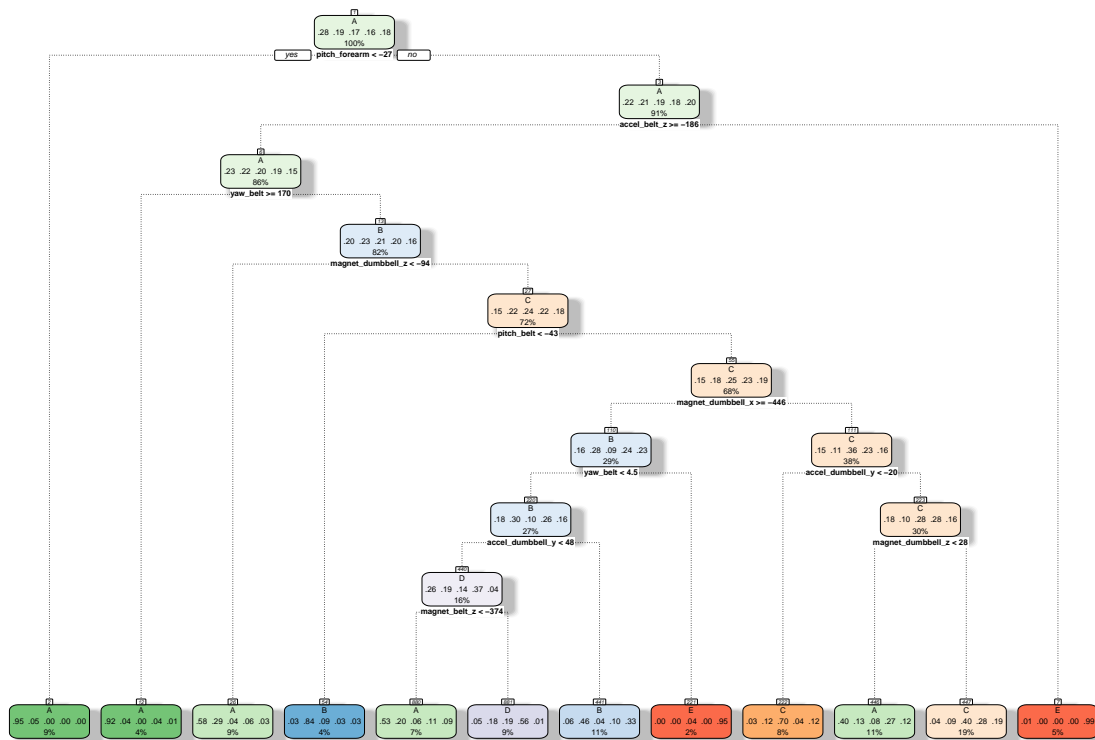 1
A
.28 .19 .17 .16 .18
100%
yes pitch_forearm < −27 no
3
A
.22 .21 .19 .18 .20
91%
accel_belt_z >= −186
6
A
.23 .22 .20 .19 .15
86%
yaw_belt >= 170
13
B
.20 .23 .21 .20 .16
82%
magnet_dumbbell_z < −94
27
C
.15 .22 .24 .22 .18
72%
pitch_belt < −43
55
C
.15 .18 .25 .23 .19
68%
magnet_dumbbell_x >= −446
110
B
.16 .28 .09 .24 .23
29%
yaw_belt < 4.5
111
C
.15 .11 .36 .23 .16
38%
accel_dumbbell_y < −20
220
B
.18 .30 .10 .26 .16
27%
accel_dumbbell_y < 48
223
C
.18 .10 .28 .28 .16
30%
magnet_dumbbell_z < 28
440
D
.26 .19 .14 .37 .04
16%
magnet_belt_z < −374
2
A
.95 .05 .00 .00 .00
9%
12
A
.92 .04 .00 .04 .01
4%
26
A
.58 .29 .04 .06 .03
9%
54
B
.03 .84 .09 .03 .03
4%
880
A
.53 .20 .06 .11 .09
7%
881
D
.05 .18 .19 .56 .01
9%
441
B
.06 .46 .04 .10 .33
11%
221
E
.00 .00 .04 .00 .95
2%
222
C
.03 .12 .70 .04 .12
8%
446
A
.40 .13 .08 .27 .12
11%
447
C
.04 .09 .40 .28 .19
19%
7
E
.01 .00 .00 .00 .99
5%